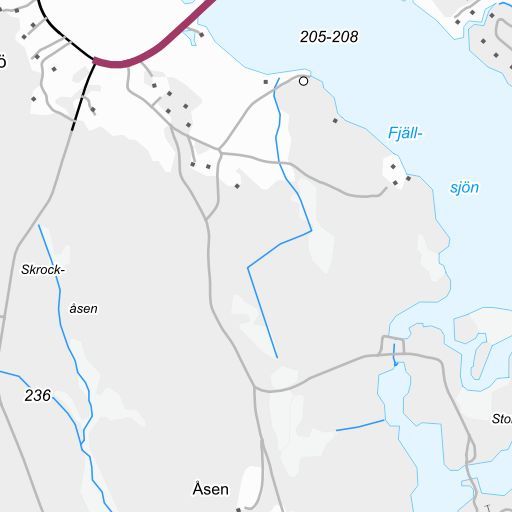 205-208
ö
Fjäll-
sjön
Skrock-
åsen
236
Sto
Åsen